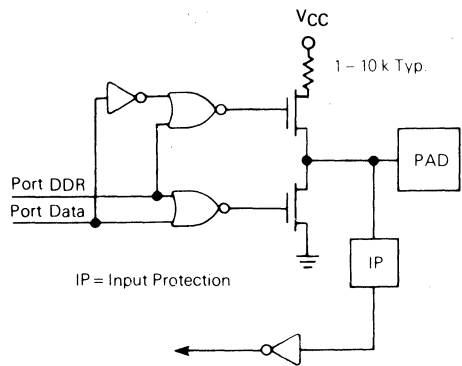 VCC
1 – 10 k Typ.
PAD
Port DDR
Port Data
IP
IP = Input Protection